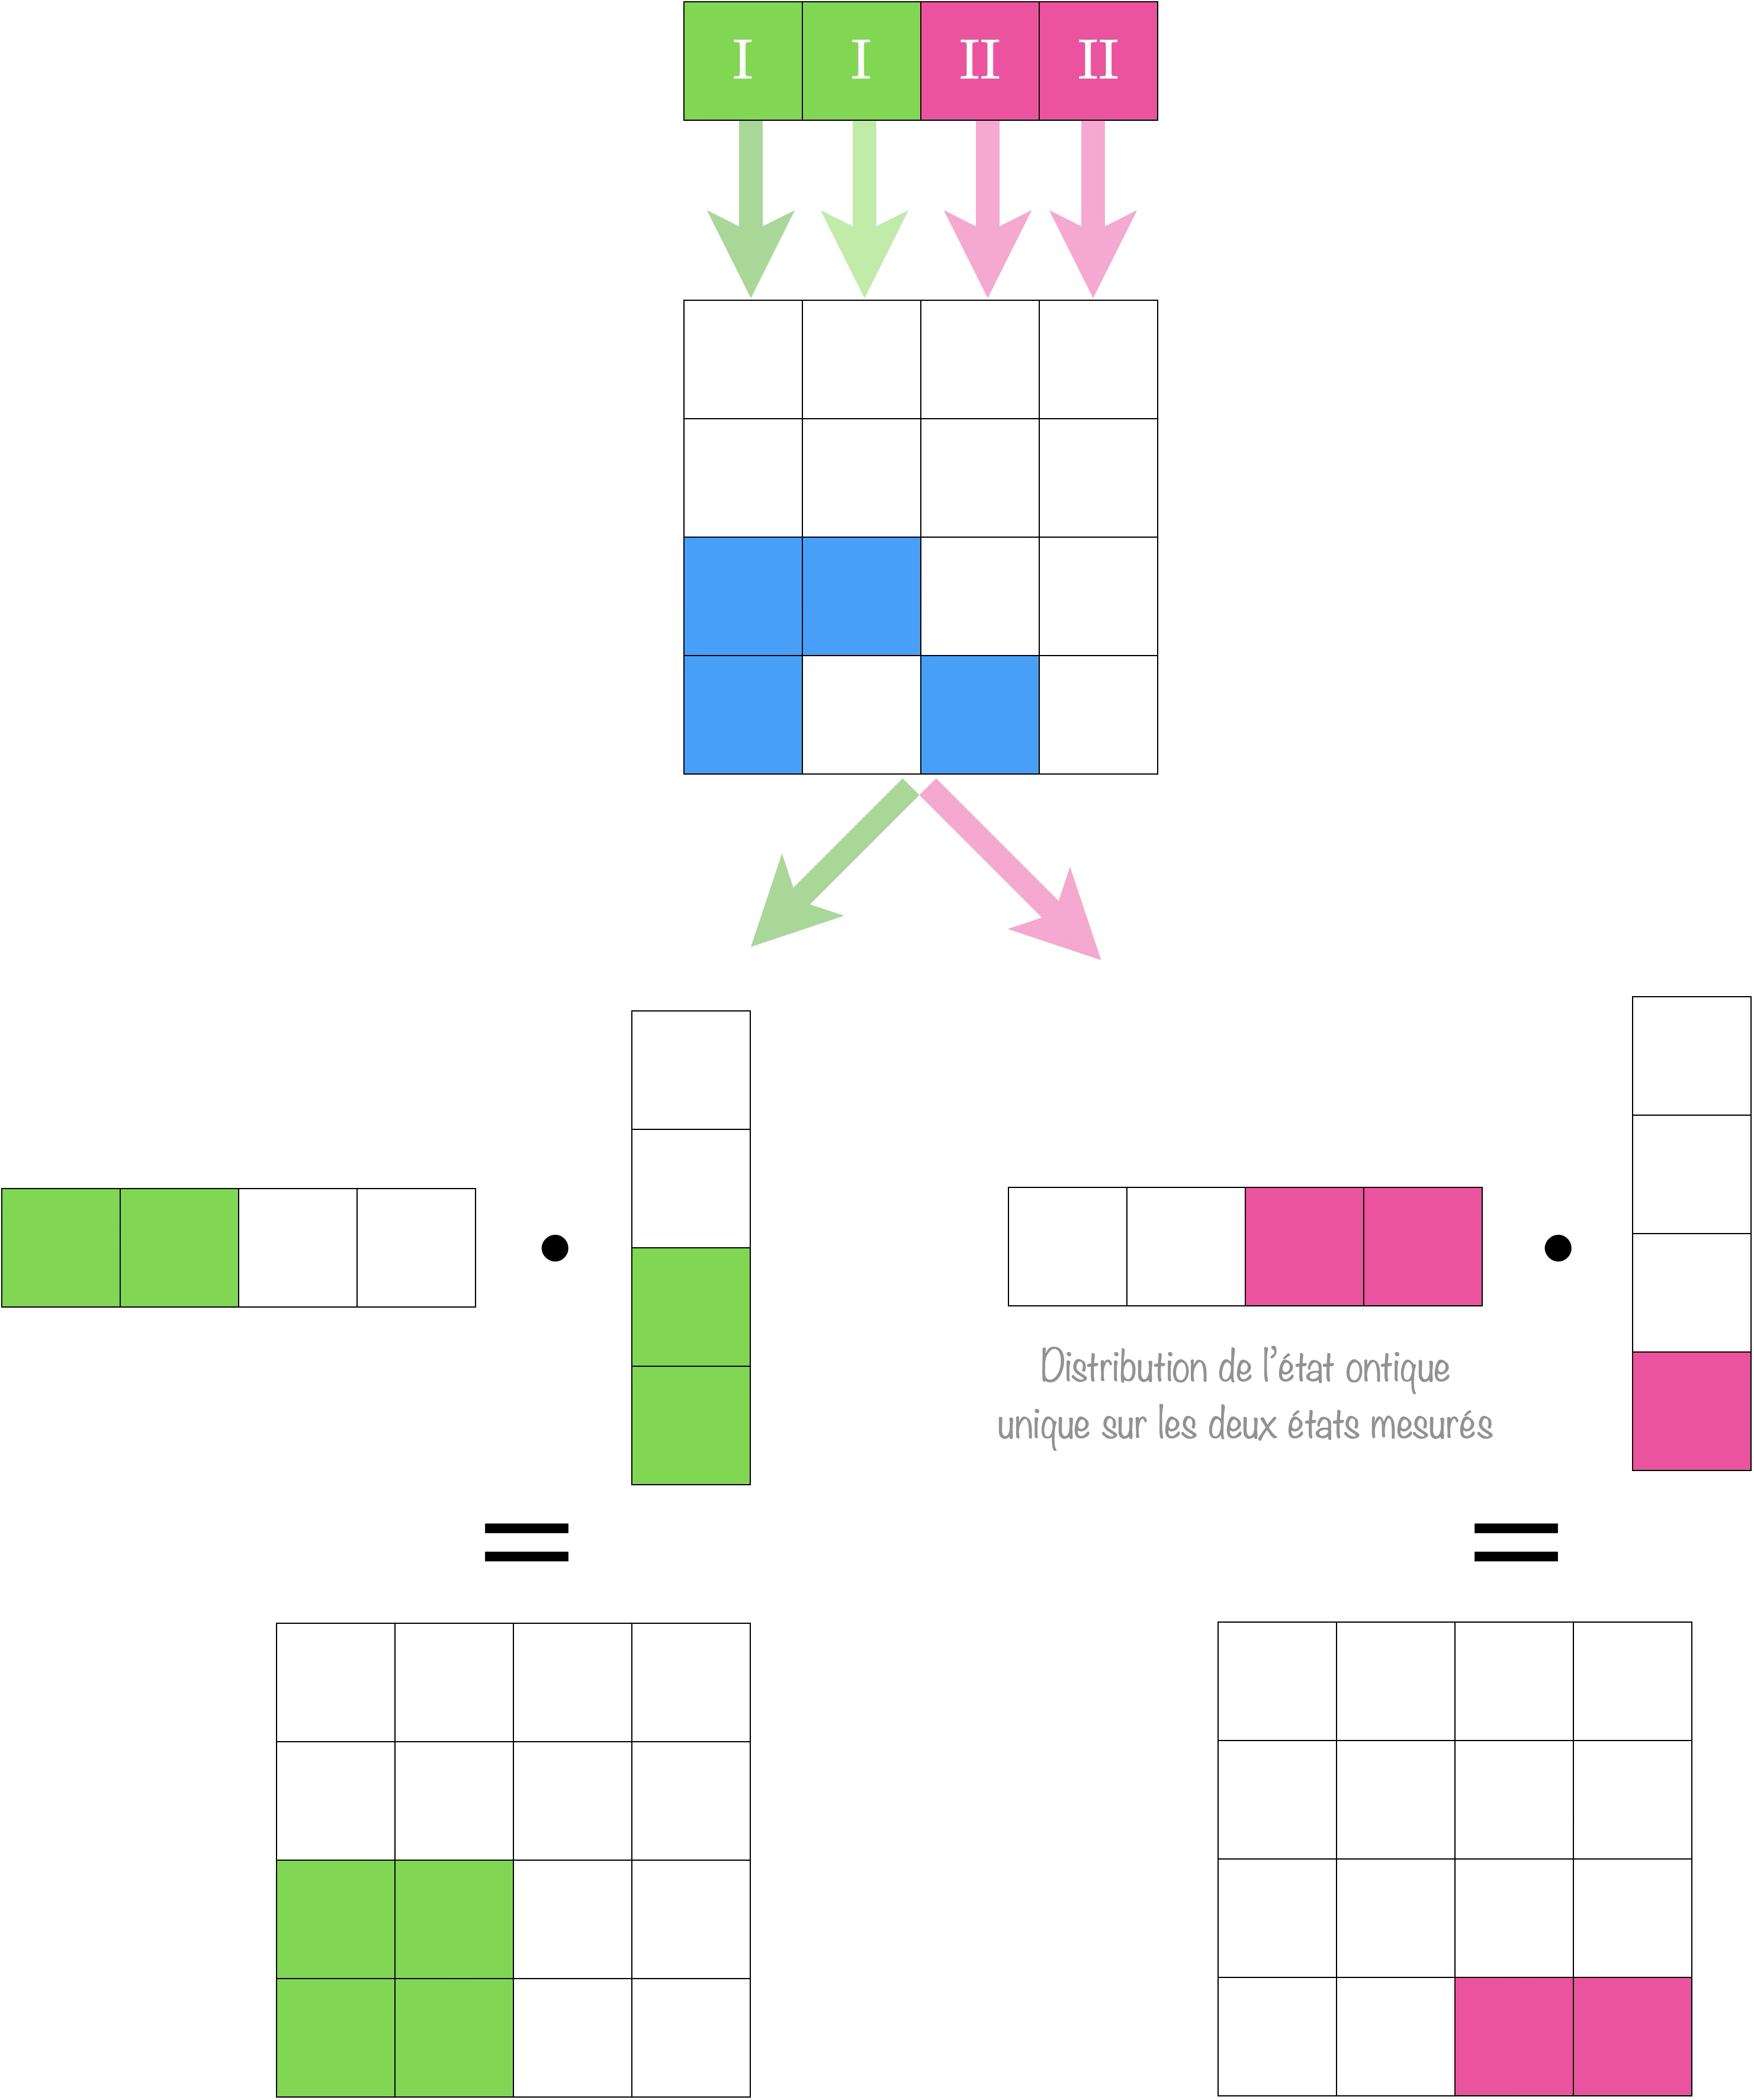 I I II II
Distribution de l'état ontique
unique sur les deux états mesurés